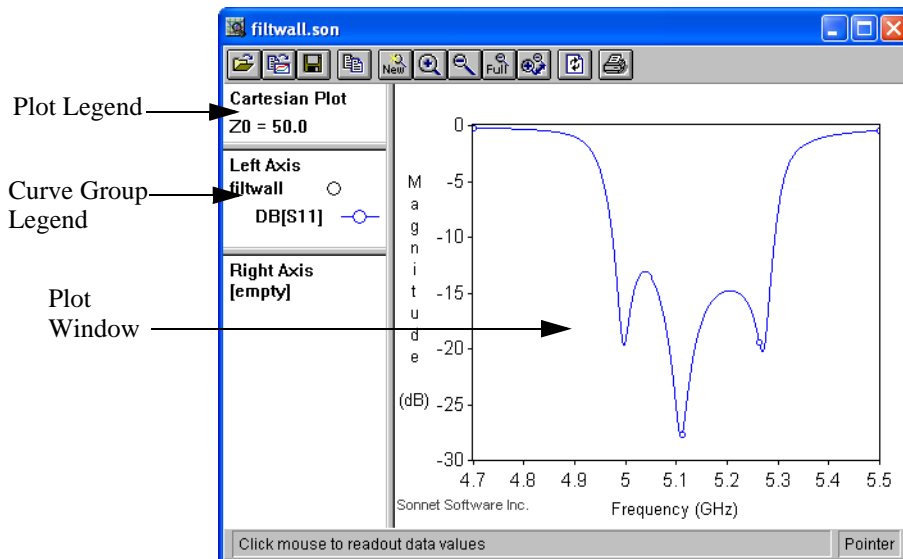 filtwall.son
New
Full
Plot Legend
Cartesian Plot
Z0 = 50.0
Curve Group
Legend
Left Axis
filtwall
DB[S11]
Right Axis
[empty]
Plot
Window
Magnitude
(dB)
0
-5
-10
-15
-20
-25
-30
4.7 4.8 4.9 5 5.1 5.2 5.3 5.4 5.5
Sonnet Software Inc.
Frequency (GHz)
Click mouse to readout data values
Pointer